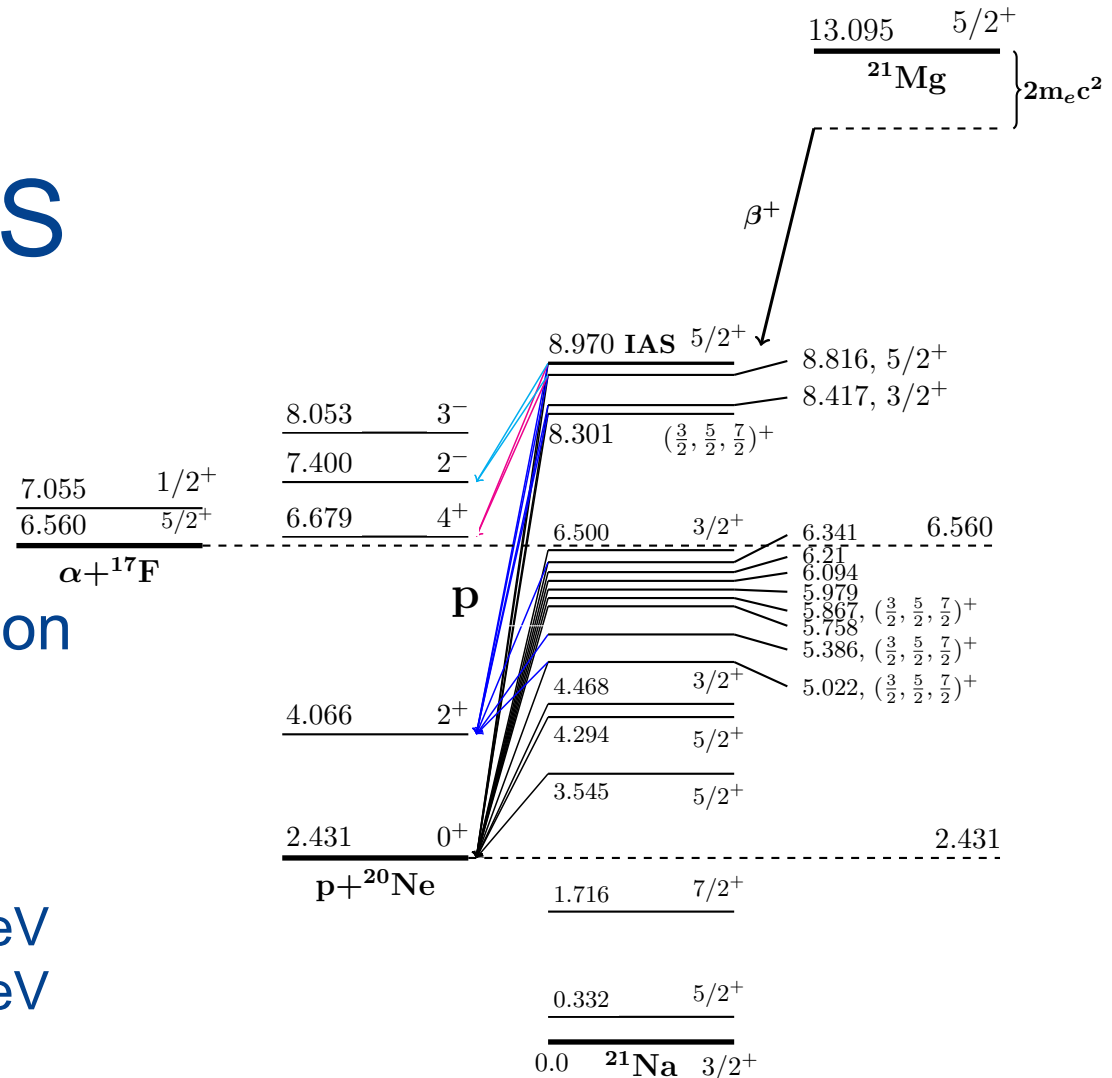 13.095 5/2⁺
²¹Mg
2mₑc²
S
β⁺
8.970 IAS 5/2⁺
8.816, 5/2⁺
8.417, 3/2⁺
8.301 (3/2, 5/2, 7/2)⁺
8.053 3⁻
7.400 2⁻
6.679 4⁺
7.055 1/2⁺
6.560 5/2⁺
α+¹⁷F
6.500 3/2⁺
6.341
6.560
6.21
6.094
5.979
5.867, (3/2, 5/2, 7/2)⁺
5.758
5.386, (3/2, 5/2, 7/2)⁺
5.022, (3/2, 5/2, 7/2)⁺
p
on
4.468 3/2⁺
4.066 2⁺
4.294 5/2⁺
3.545 5/2⁺
2.431 0⁺
2.431
p+²⁰Ne
1.716 7/2⁺
eV
eV
0.332 5/2⁺
0.0 ²¹Na 3/2⁺